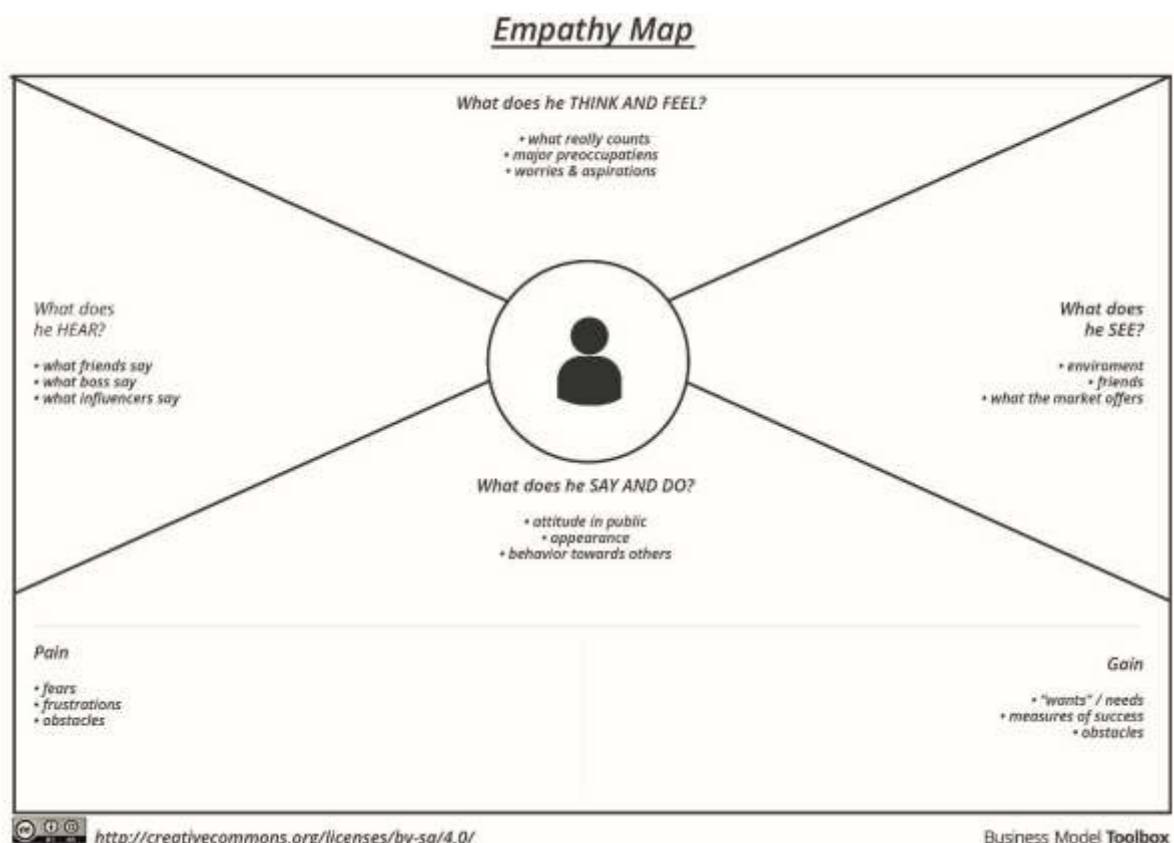 Empathy Map
What does he THINK AND FEEL?
• what really counts
• major preoccupatiens
• worries & aspirations
What does
he HEAR?
• what friends say
• what boss say
• what influencers say
What does
he SEE?
• enviroment
• friends
• what the market offers
What does he SAY AND DO?
• attitude in public
• appearance
• behavior towards others
Pain
• fears
• frustrations
• obstacles
Gain
• "wants" / needs
• measures of success
• obstacles
http://creativecommons.org/licenses/by-sa/4.0/
Business Model Toolbox